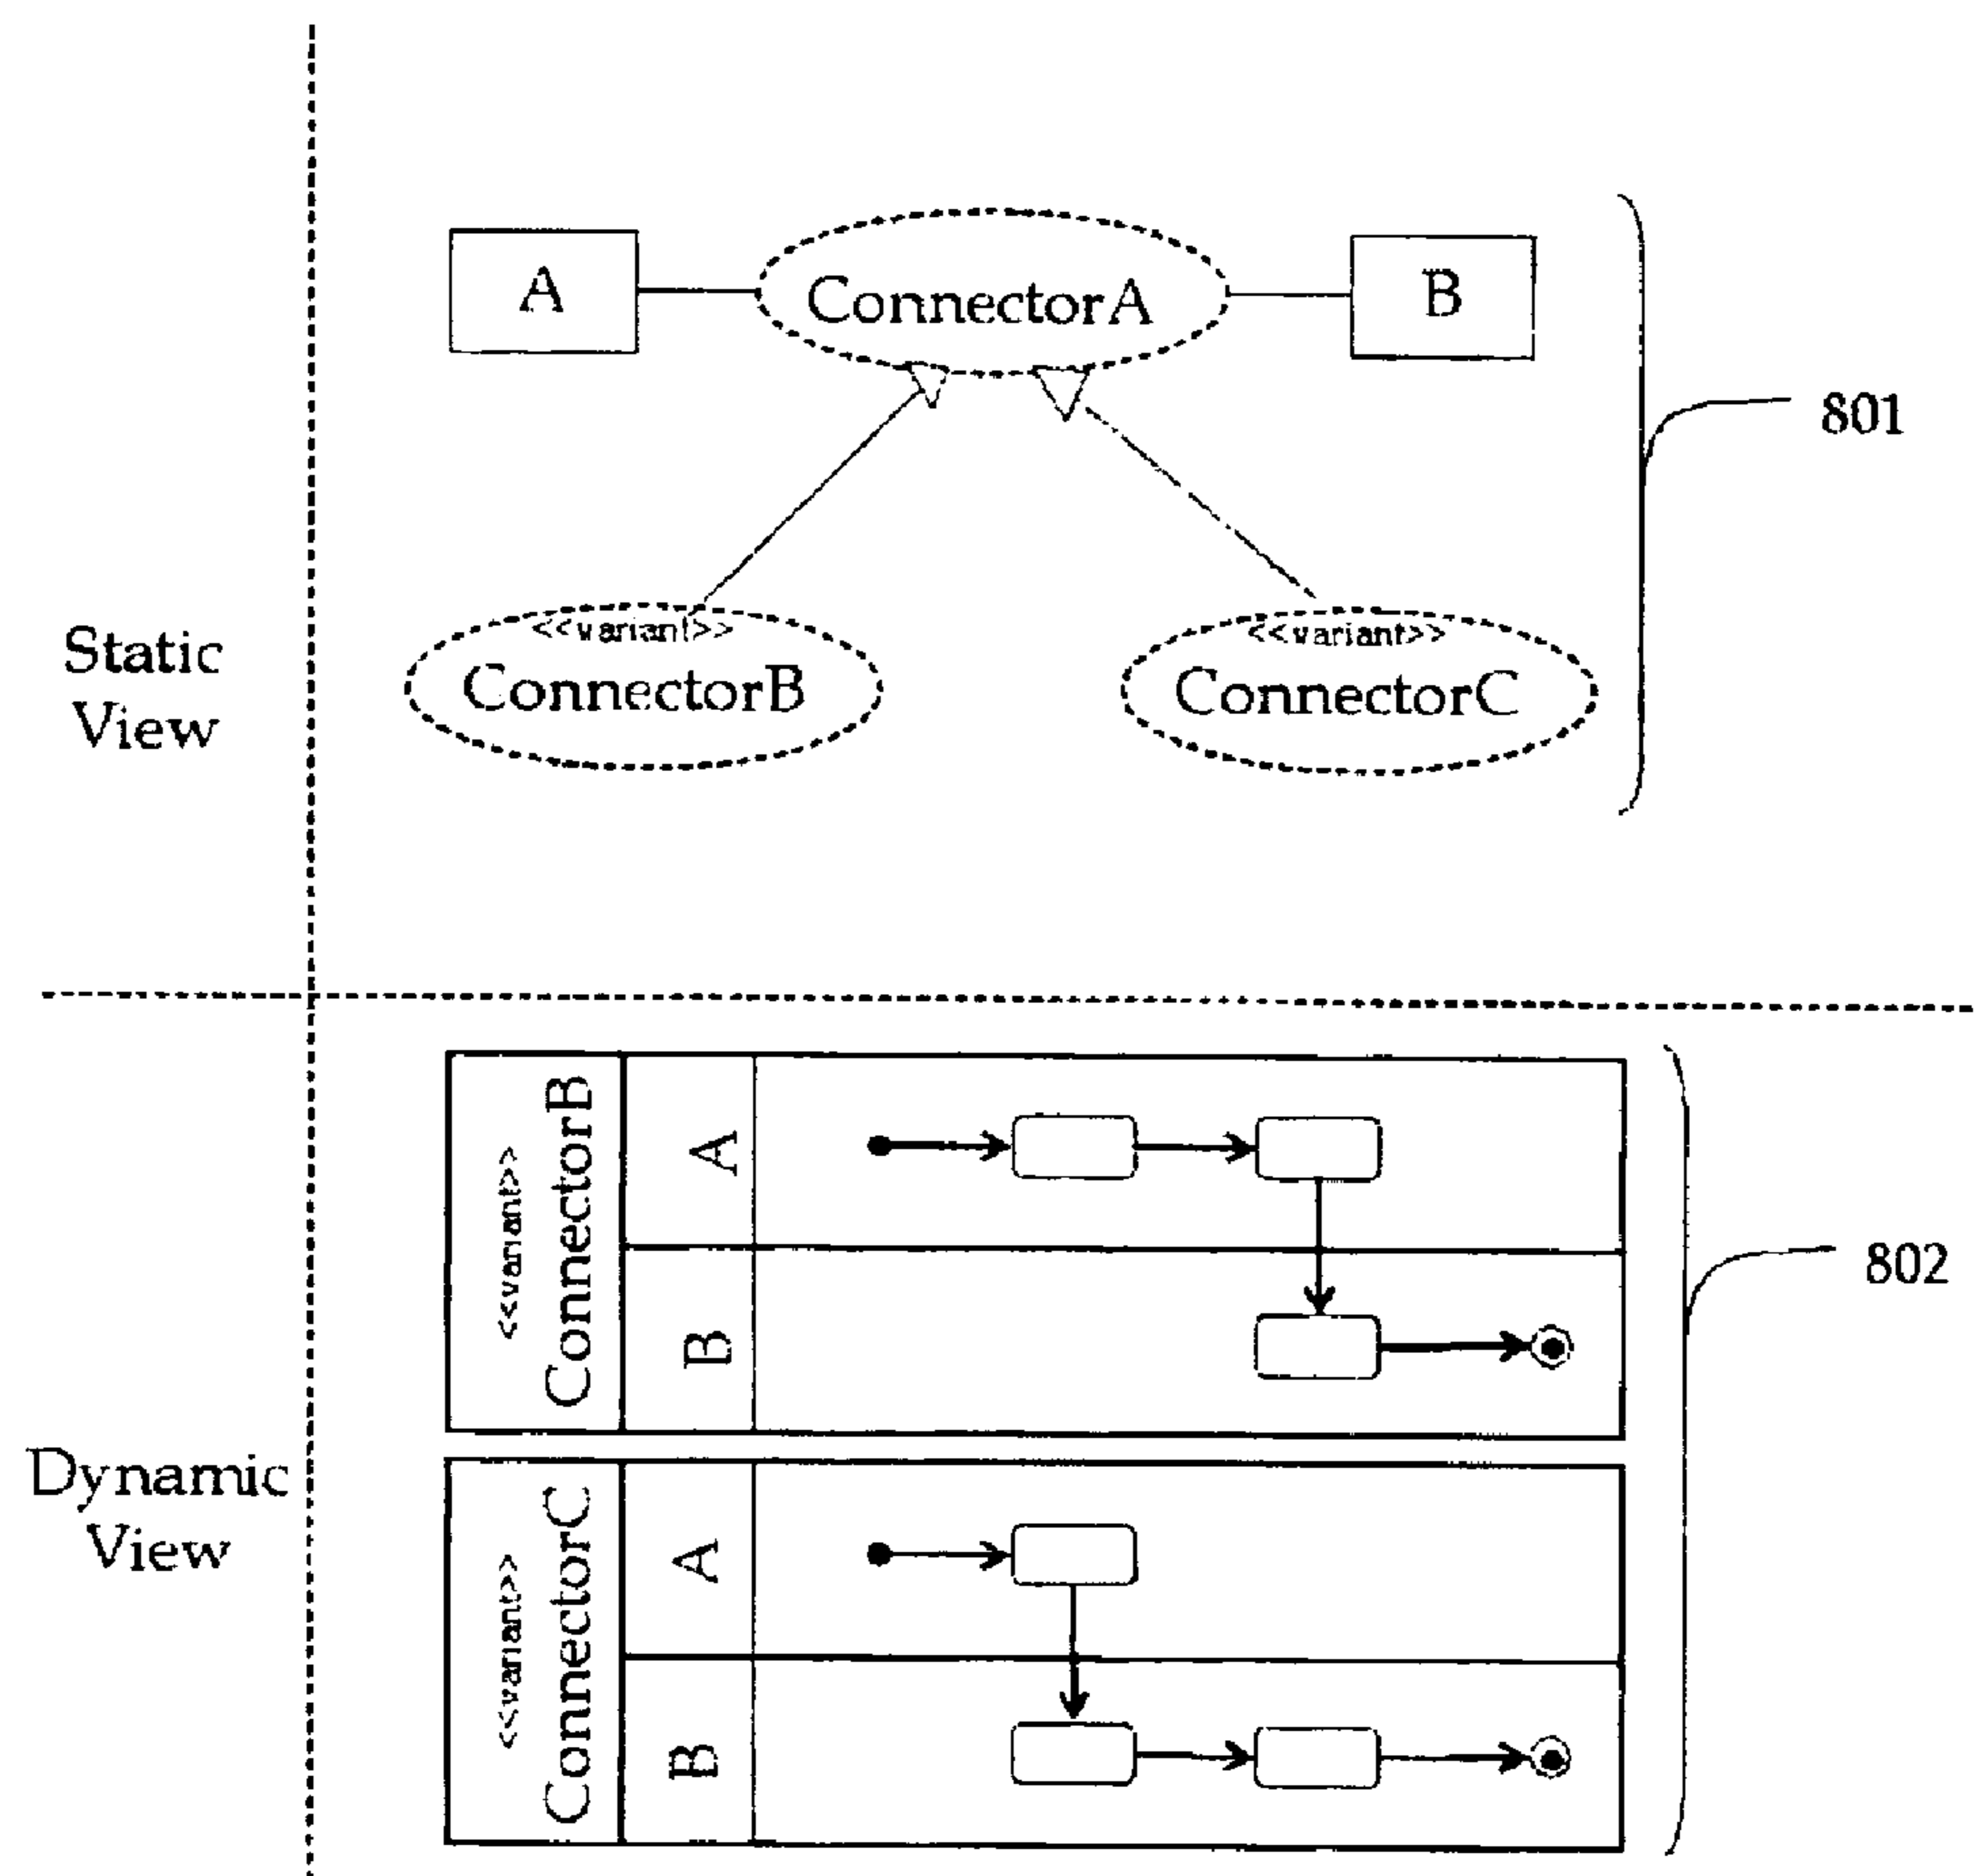 A
ConnectorA
B
801
<<variant>>
ConnectorB
<<variant>>
ConnectorC
Static
View
<<variant>>
ConnectorB
A
B
802
Dynamic
View
<<variant>>
ConnectorC
A
B